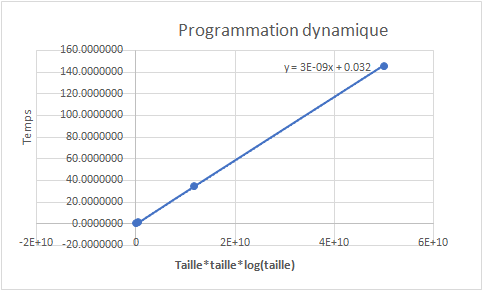 Programmation dynamique
160.0000000
140.0000000
y = 3E-09x + 0.032
120.0000000
100.0000000
Temps
80.0000000
60.0000000
40.0000000
20.0000000
0.0000000
-2E+10
0
2E+10
4E+10
6E+10
-20.0000000
Taille*taille*log(taille)